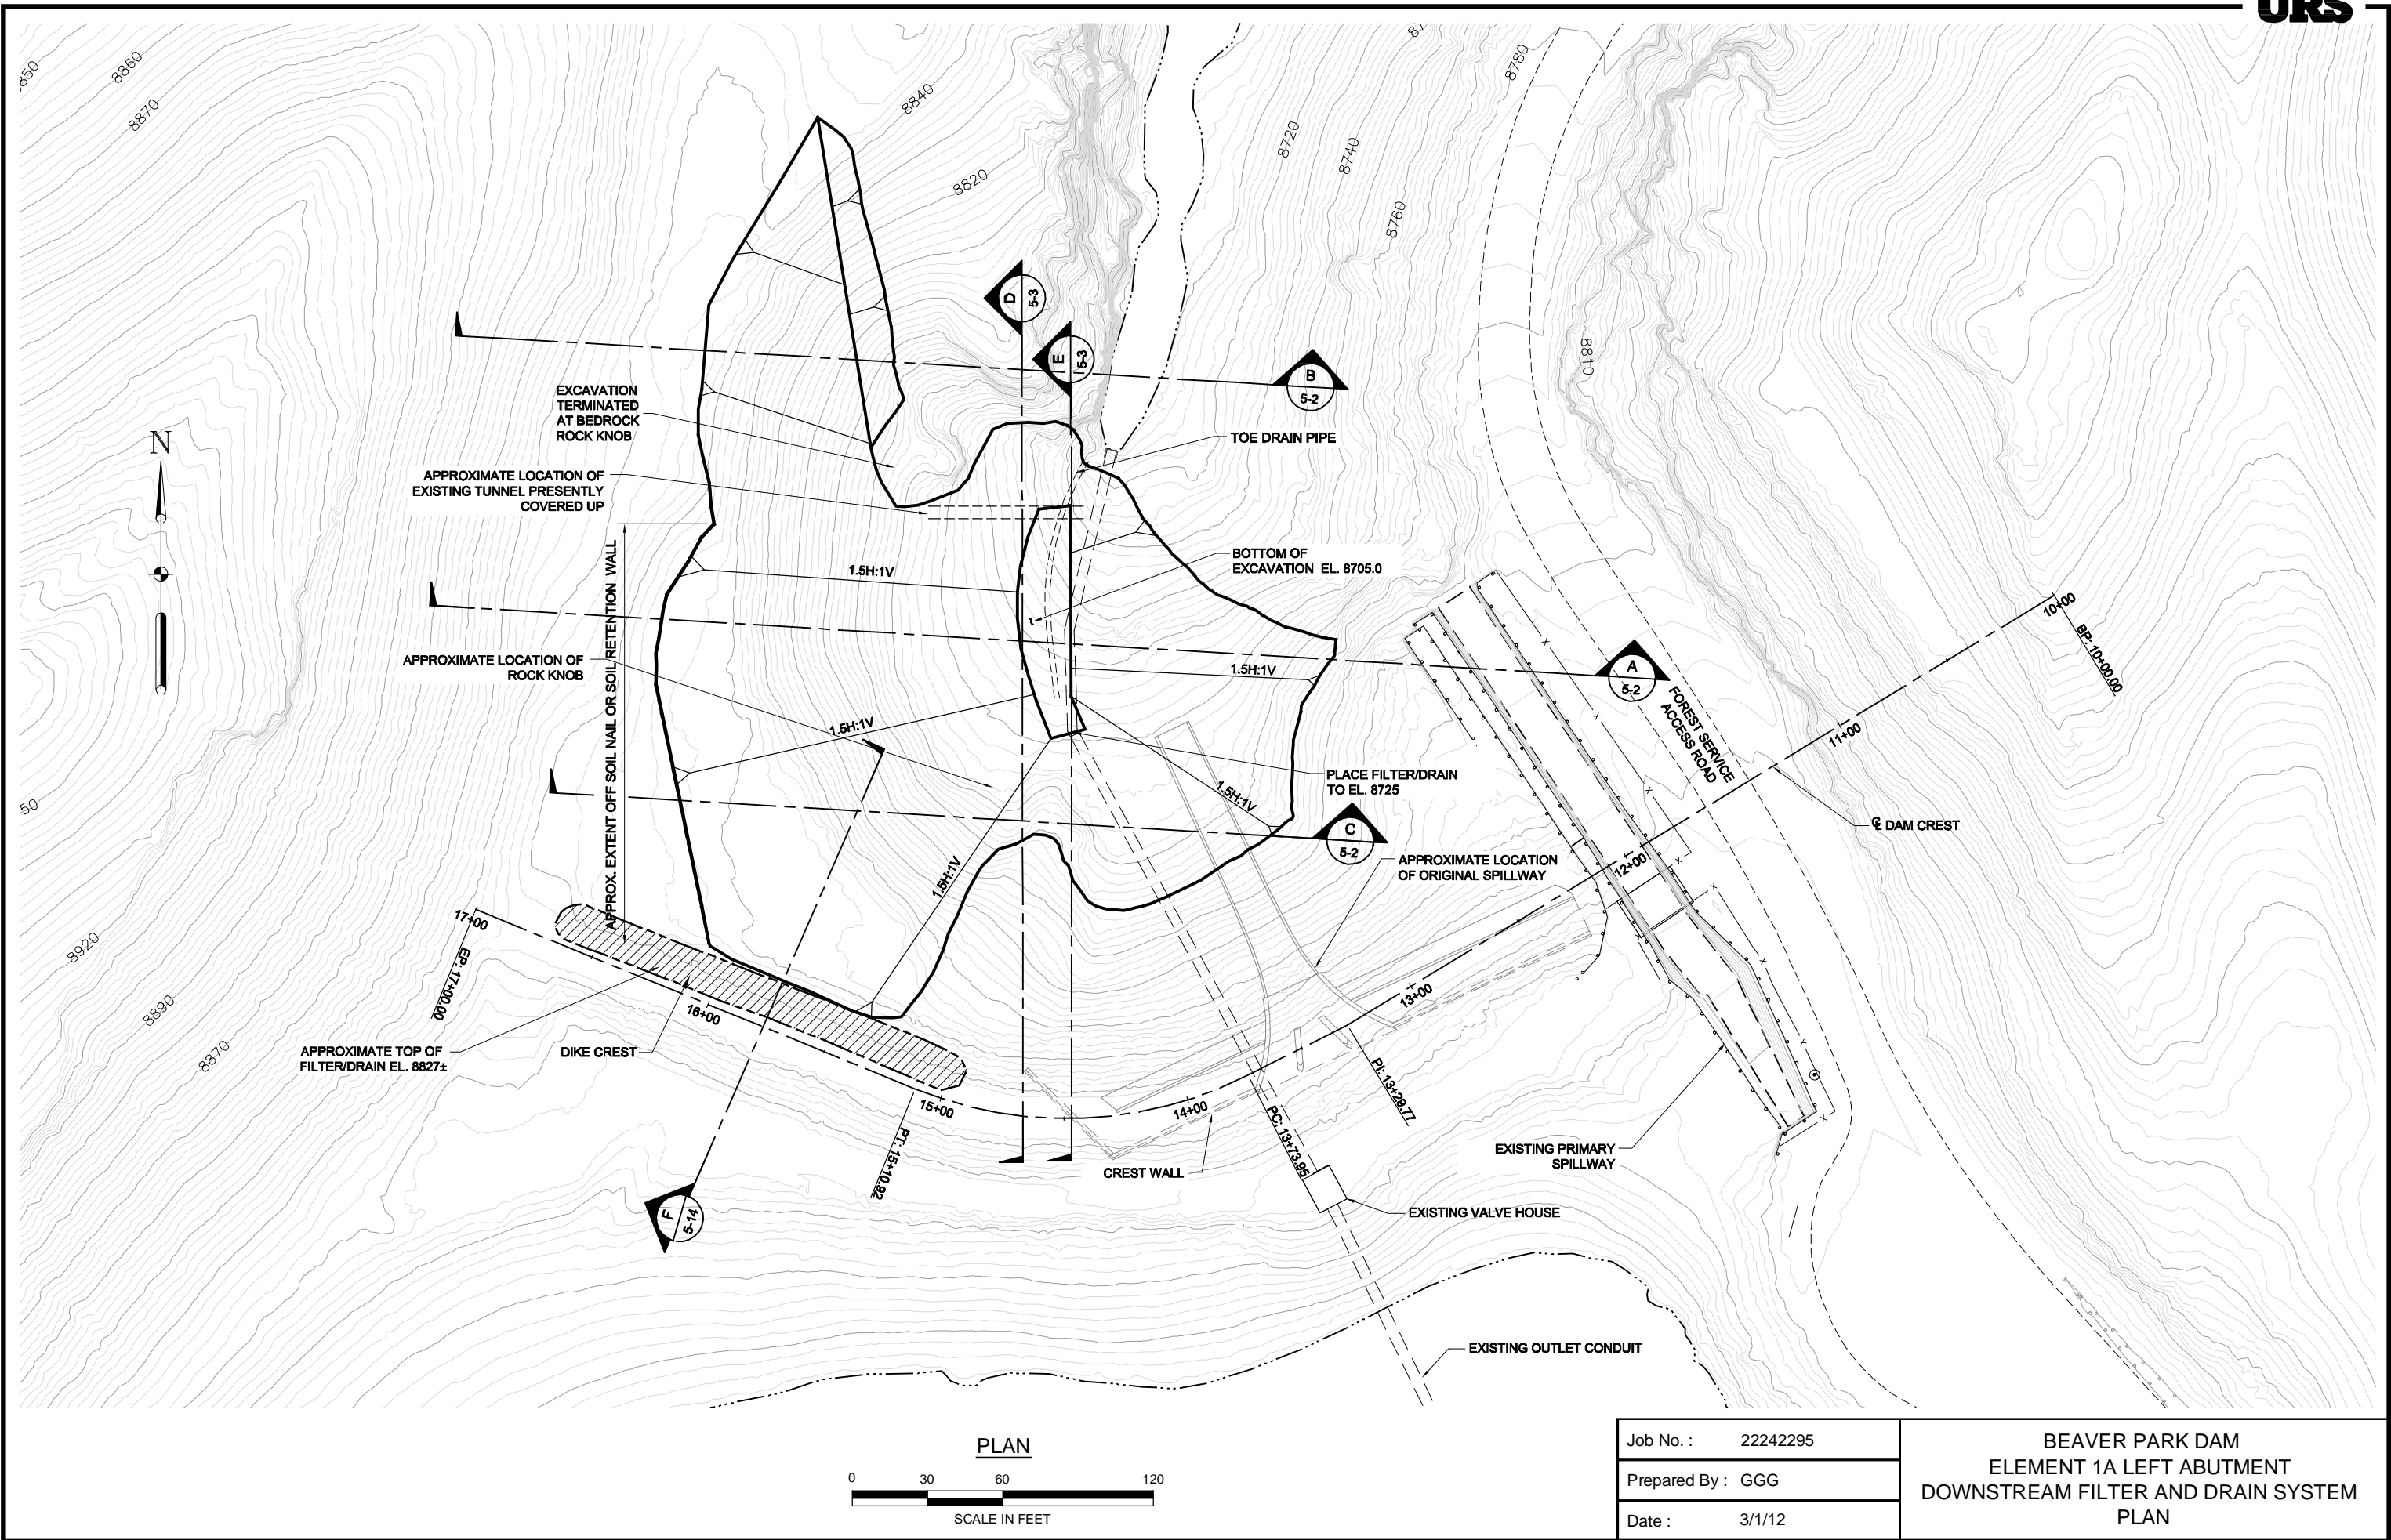 URS
8860
8870
8840
8820
8720
8740
8760
8780
8810
N
D
5-3
E
5-3
B
5-2
EXCAVATION
TERMINATED
AT BEDROCK
ROCK KNOB
TOE DRAIN PIPE
APPROXIMATE LOCATION OF
EXISTING TUNNEL PRESENTLY
COVERED UP
BOTTOM OF
EXCAVATION EL. 8705.0
1.5H:1V
10+00
BP: 10+00.00
APPROX. EXTENT OFF SOIL NAIL OR SOIL RETENTION WALL
APPROXIMATE LOCATION OF
ROCK KNOB
1.5H:1V
A
5-2
FOREST SERVICE
ACCESS ROAD
1.5H:1V
11+00
PLACE FILTER/DRAIN
TO EL. 8725
1.5H:1V
50
C
5-2
℄ DAM CREST
1.5H:1V
APPROXIMATE LOCATION
OF ORIGINAL SPILLWAY
12+00
17+00
EP: 17+00.00
8920
8890
8870
16+00
13+00
APPROXIMATE TOP OF
FILTER/DRAIN EL. 8827±
DIKE CREST
15+00
14+00
PI: 13+29.77
PT: 15+10.92
PC: 13+73.95
CREST WALL
EXISTING PRIMARY
SPILLWAY
F
5-14
EXISTING VALVE HOUSE
EXISTING OUTLET CONDUIT
PLAN
0 30 60 120
SCALE IN FEET
Job No. : 22242295
Prepared By : GGG
Date : 3/1/12
BEAVER PARK DAM
ELEMENT 1A LEFT ABUTMENT
DOWNSTREAM FILTER AND DRAIN SYSTEM
PLAN